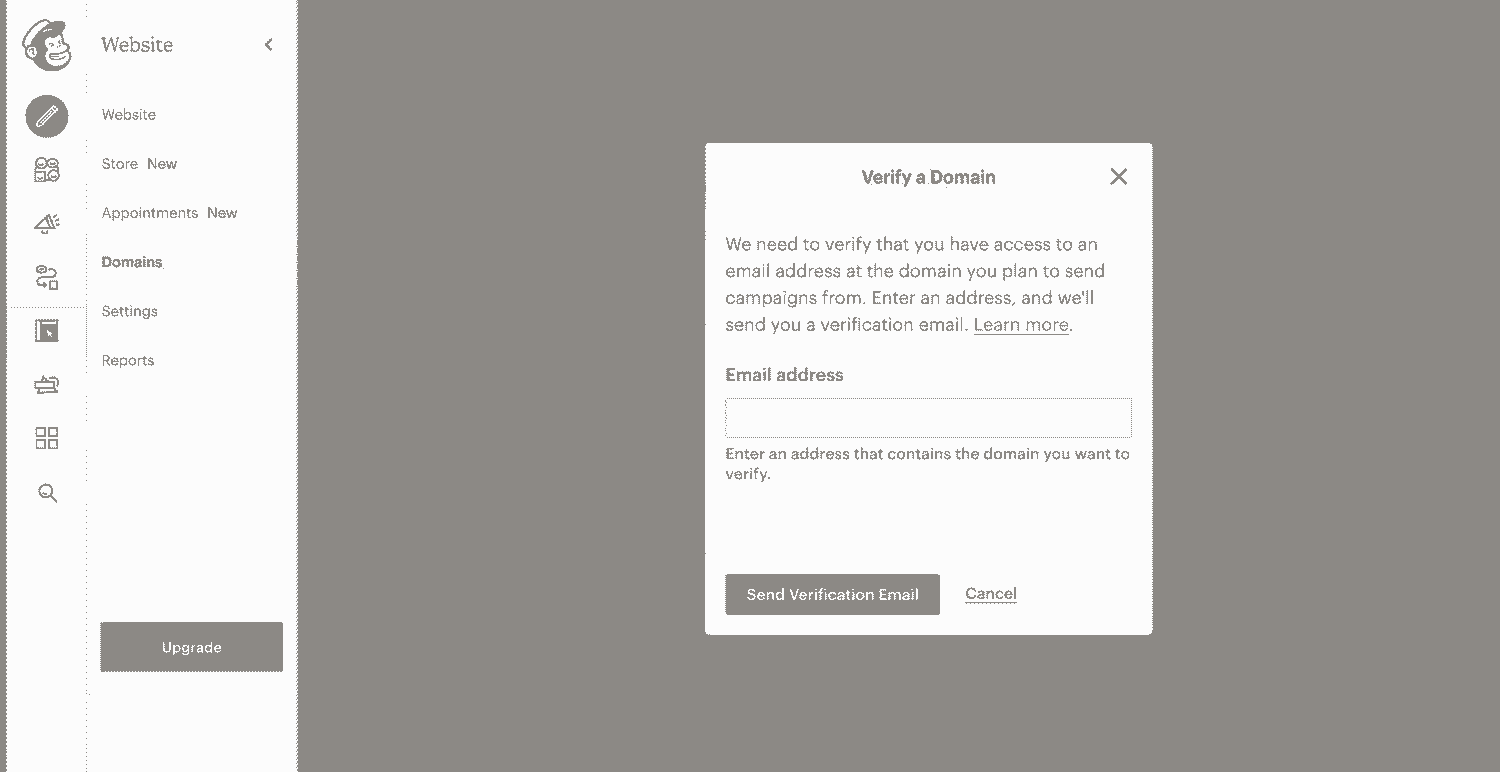 Website
Website
Store New
Appointments New
Domains
Settings
Reports
Upgrade
Verify a Domain
We need to verify that you have access to an
email address at the domain you plan to send
campaigns from. Enter an address, and we'll
send you a verification email. Learn more.
Email address
Enter an address that contains the domain you want to
verify.
Send Verification Email
Cancel